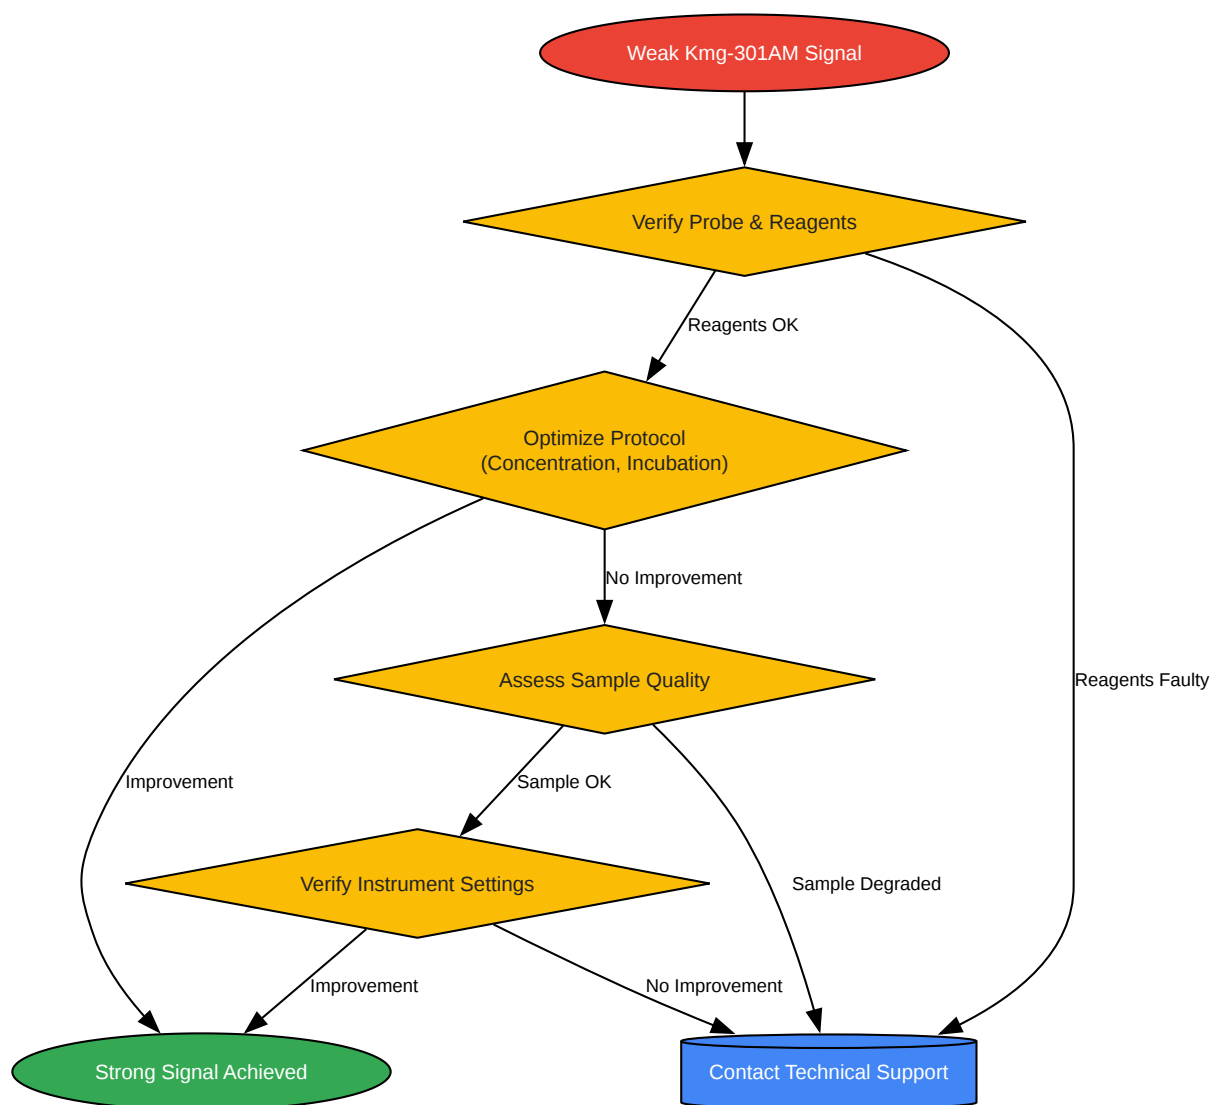 Weak Kmg-301AM Signal
Verify Probe & Reagents
Reagents OK
Optimize Protocol
(Concentration, Incubation)
No Improvement
Assess Sample Quality
Reagents Faulty
Improvement
Sample OK
Verify Instrument Settings
Sample Degraded
Improvement
No Improvement
Strong Signal Achieved
Contact Technical Support